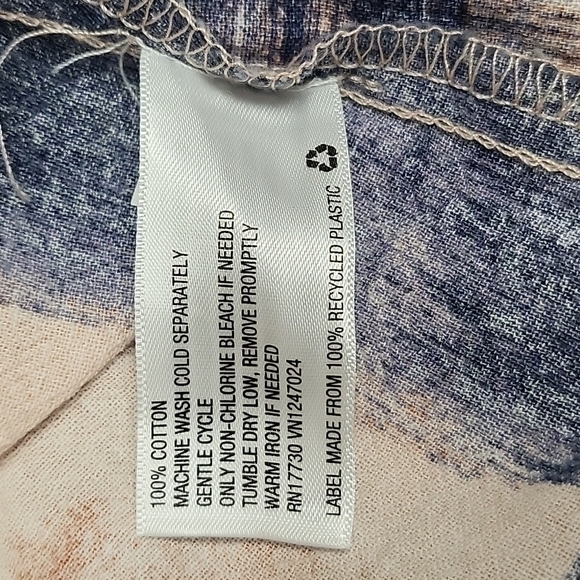 100% COTTON
MACHINE WASH COLD SEPARATELY
GENTLE CYCLE
ONLY NON-CHLORINE BLEACH IF NEEDED
TUMBLE DRY LOW, REMOVE PROMPTLY
WARM IRON IF NEEDED
RN17730 VN1247024
LABEL MADE FROM 100% RECYCLED PLASTIC